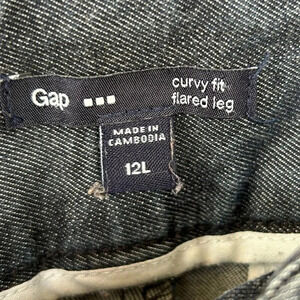 Gap
curvy fit
flared leg
MADE IN
CAMBODIA
12L